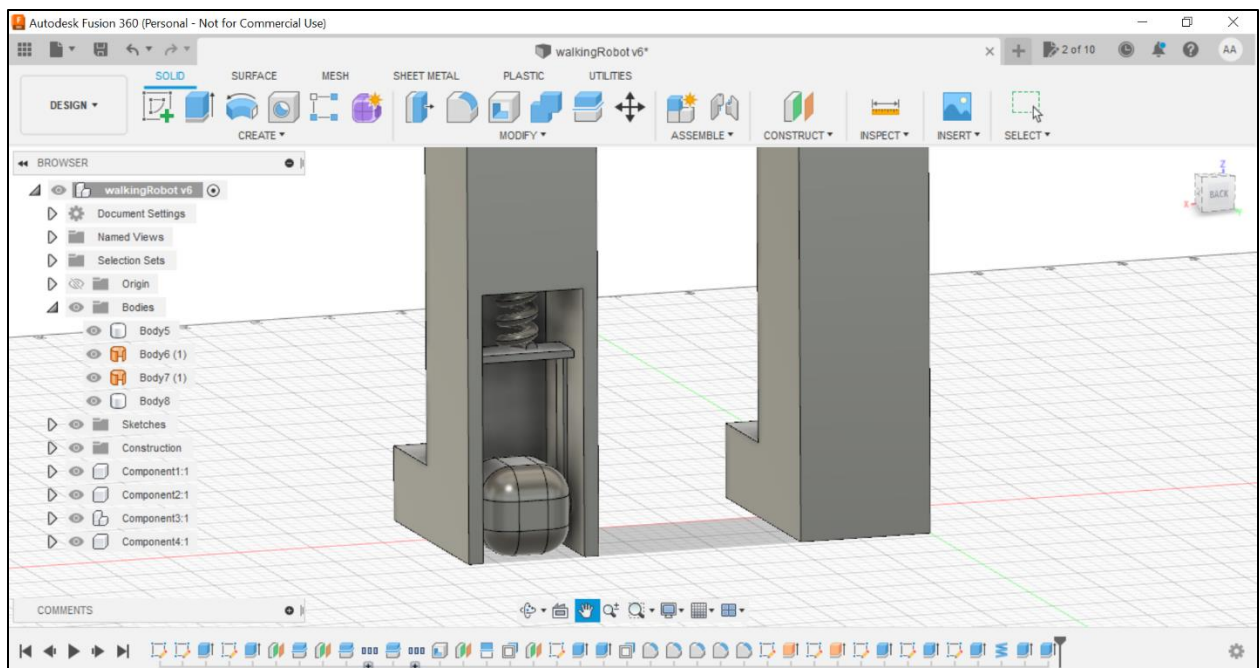 Autodesk Fusion 360 (Personal - Not for Commercial Use)
walkingRobot v6*
2 of 10
AA
DESIGN
SOLID SURFACE MESH SHEET METAL PLASTIC UTILITIES
CREATE MODIFY ASSEMBLE CONSTRUCT INSPECT INSERT SELECT
BROWSER
walkingRobot v6
Document Settings
Named Views
Selection Sets
Origin
Bodies
Body5
Body6 (1)
Body7 (1)
Body8
Sketches
Construction
Component1:1
Component2:1
Component3:1
Component4:1
Z
BACK
X
COMMENTS